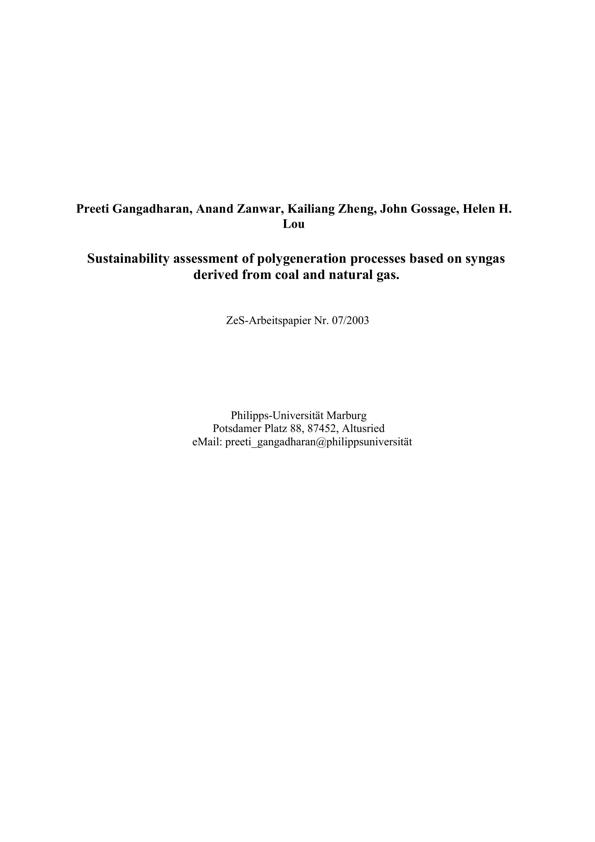 Preeti Gangadharan, Anand Zanwar, Kailiang Zheng, John Gossage, Helen H.
Lou
Sustainability assessment of polygeneration processes based on syngas
derived from coal and natural gas.
ZeS-Arbeitspapier Nr. 07/2003
Philipps-Universität Marburg
Potsdamer Platz 88, 87452, Altusried
eMail: preeti_gangadharan@philippsuniversität